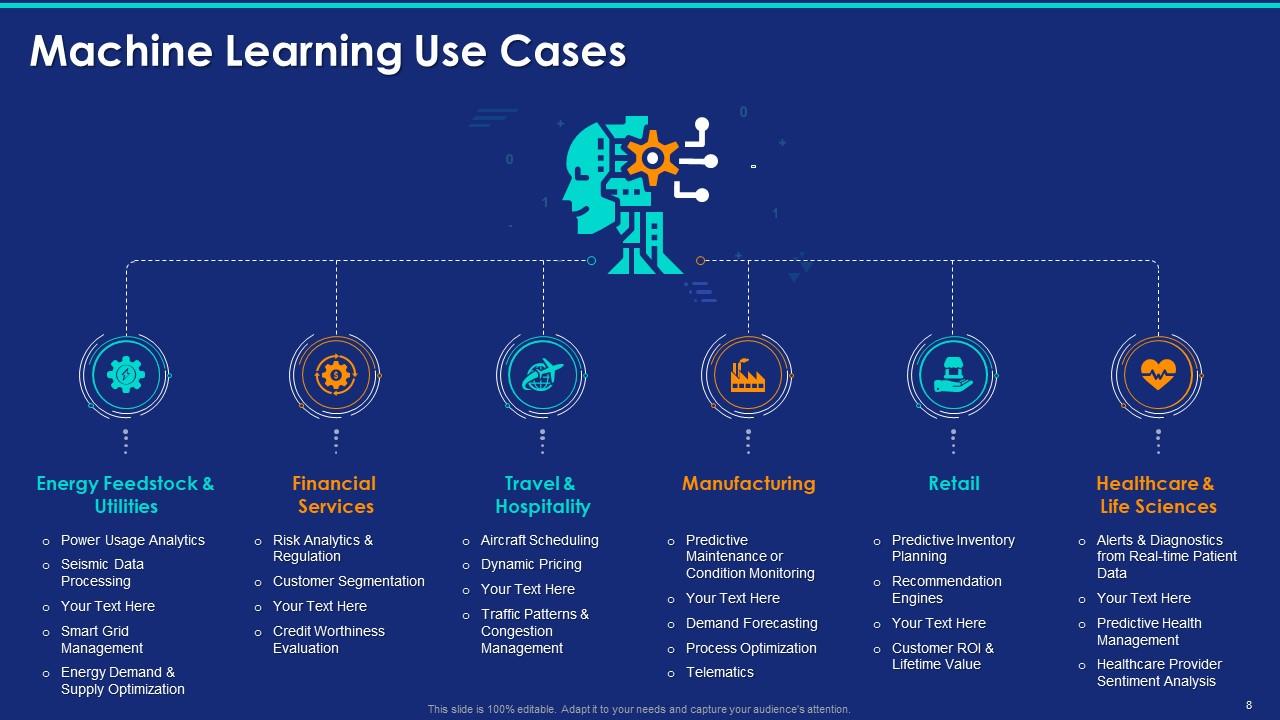 Machine Learning Use Cases
0
0
1
1
Energy Feedstock &
Utilities
o Power Usage Analytics
o Seismic Data
Processing
o Your Text Here
o Smart Grid
Management
o Energy Demand &
Supply Optimization
$
Financial
Services
o Risk Analytics &
Regulation
o Customer Segmentation
o Your Text Here
o Credit Worthiness
Evaluation
Travel &
Hospitality
o Aircraft Scheduling
o Dynamic Pricing
o Your Text Here
o Traffic Patterns &
Congestion
Management
Manufacturing
o Predictive
Maintenance or
Condition Monitoring
o Your Text Here
o Demand Forecasting
o Process Optimization
o Telematics
Retail
o Predictive Inventory
Planning
o Recommendation
Engines
o Your Text Here
o Customer ROI &
Lifetime Value
Healthcare &
Life Sciences
o Alerts & Diagnostics
from Real-time Patient
Data
o Your Text Here
o Predictive Health
Management
o Healthcare Provider
Sentiment Analysis
This slide is 100% editable. Adapt it to your needs and capture your audience's attention.
8